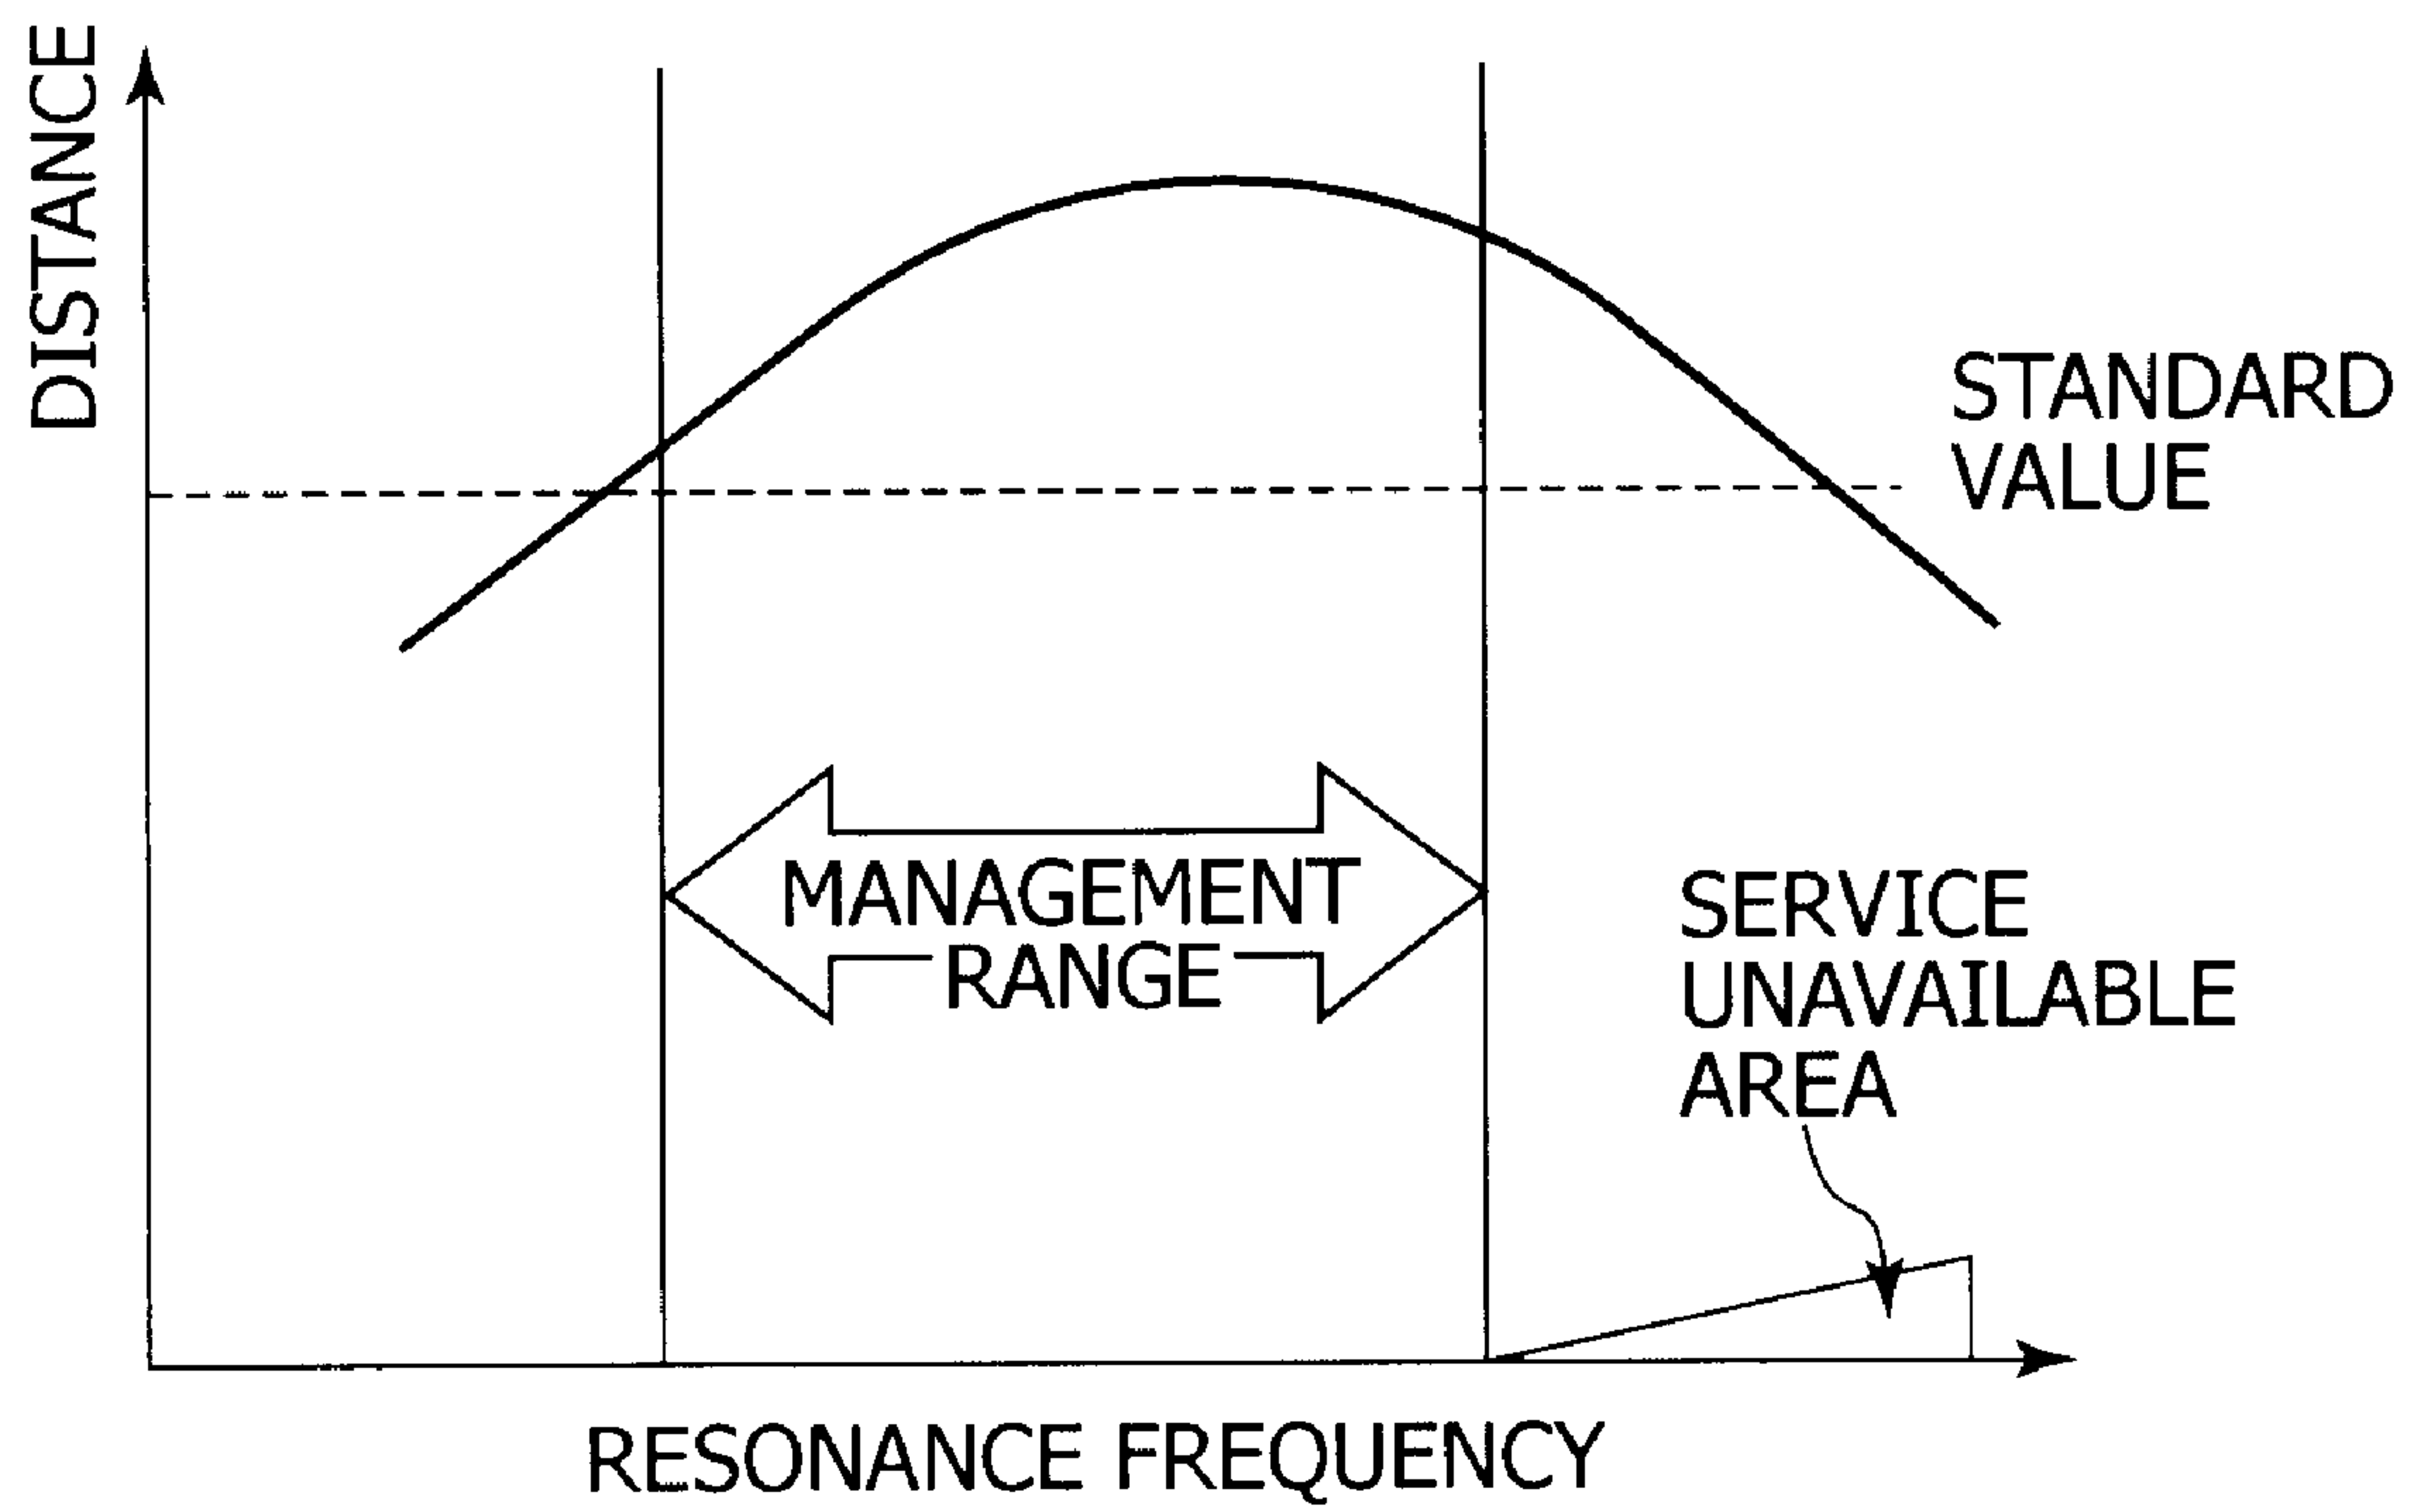 DISTANCE
STANDARD
VALUE
MANAGEMENT
RANGE
SERVICE
UNAVAILABLE
AREA
RESONANCE FREQUENCY